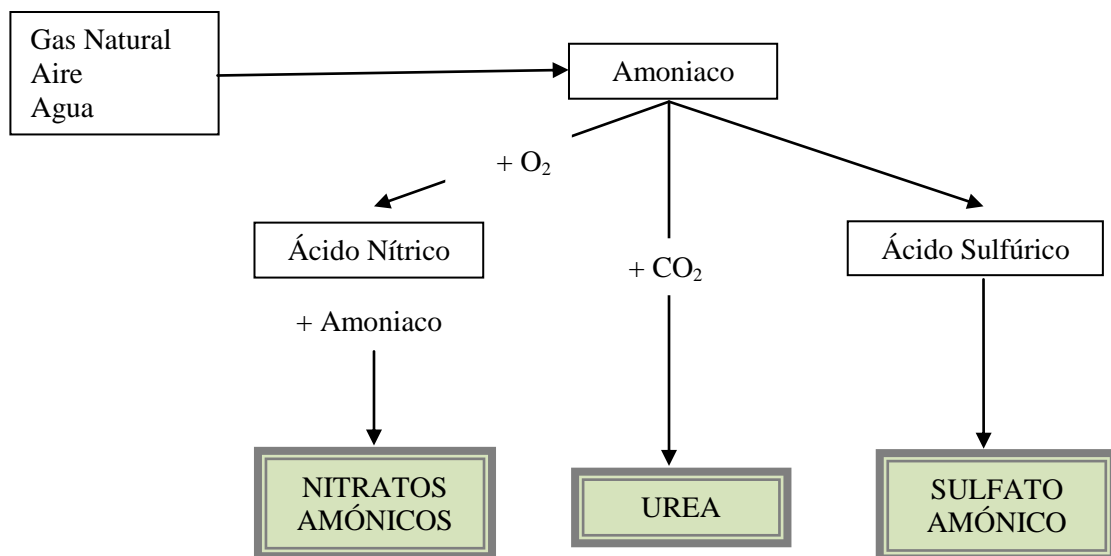 Gas Natural
Aire
Agua
Amoniaco
+ O₂
Ácido Nítrico
+ CO₂
Ácido Sulfúrico
+ Amoniaco
NITRATOS
AMÓNICOS
UREA
SULFATO
AMÓNICO